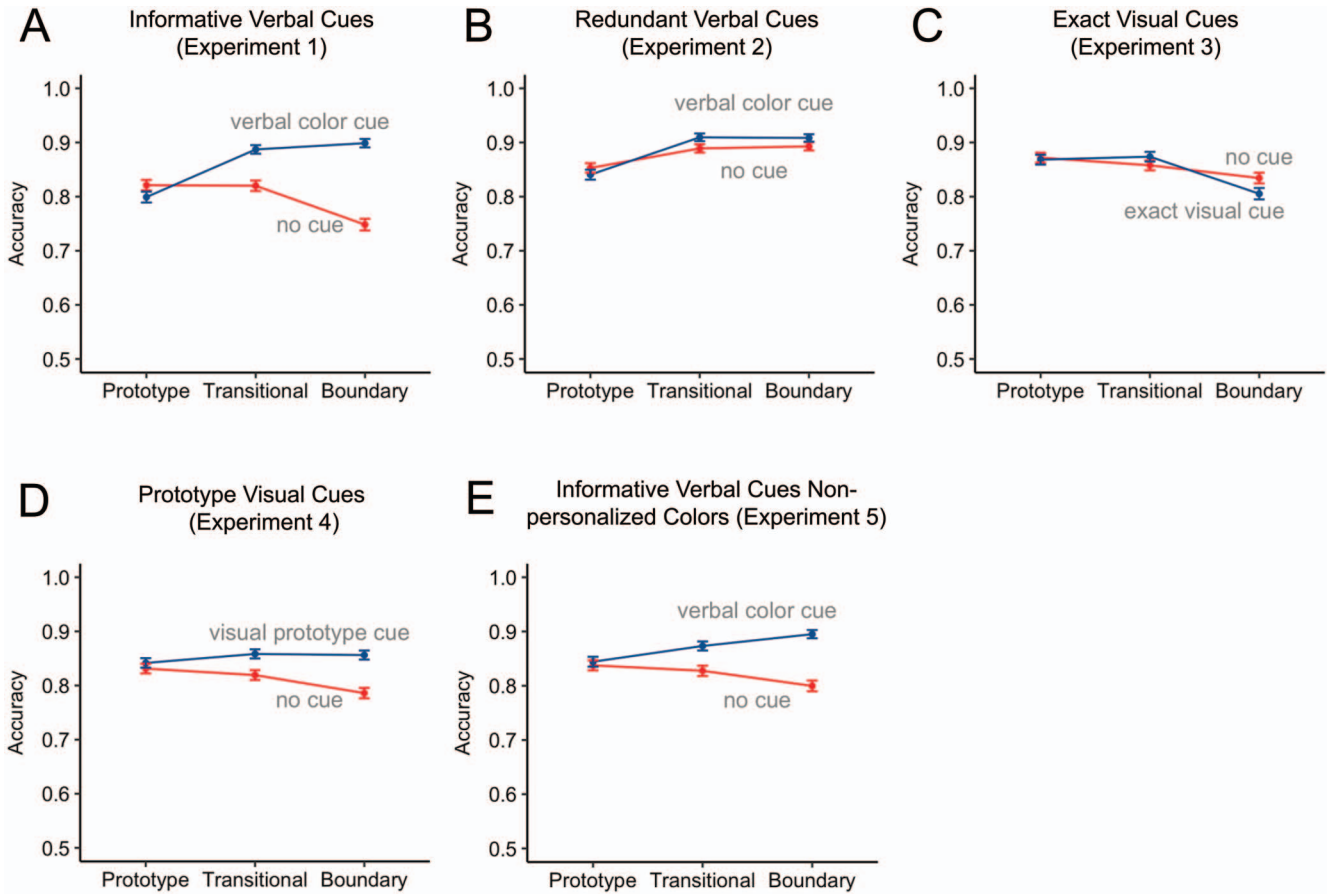 A
Informative Verbal Cues
(Experiment 1)
1.0
0.9
0.8
0.7
0.6
0.5
Accuracy
verbal color cue
no cue
Prototype Transitional Boundary
B
Redundant Verbal Cues
(Experiment 2)
1.0
0.9
0.8
0.7
0.6
0.5
Accuracy
verbal color cue
no cue
Prototype Transitional Boundary
C
Exact Visual Cues
(Experiment 3)
1.0
0.9
0.8
0.7
0.6
0.5
Accuracy
no cue
exact visual cue
Prototype Transitional Boundary
D
Prototype Visual Cues
(Experiment 4)
1.0
0.9
0.8
0.7
0.6
0.5
Accuracy
visual prototype cue
no cue
Prototype Transitional Boundary
E
Informative Verbal Cues Non-
personalized Colors (Experiment 5)
1.0
0.9
0.8
0.7
0.6
0.5
Accuracy
verbal color cue
no cue
Prototype Transitional Boundary